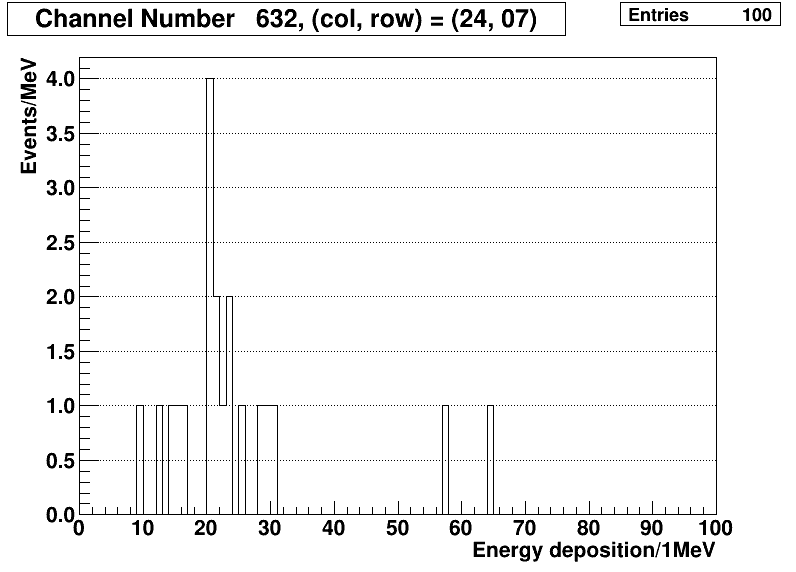 Channel Number 632, (col, row) = (24, 07)
Entries 100
Events/MeV
4.0
3.5
3.0
2.5
2.0
1.5
1.0
0.5
0.0
0 10 20 30 40 50 60 70 80 90 100
Energy deposition/1MeV